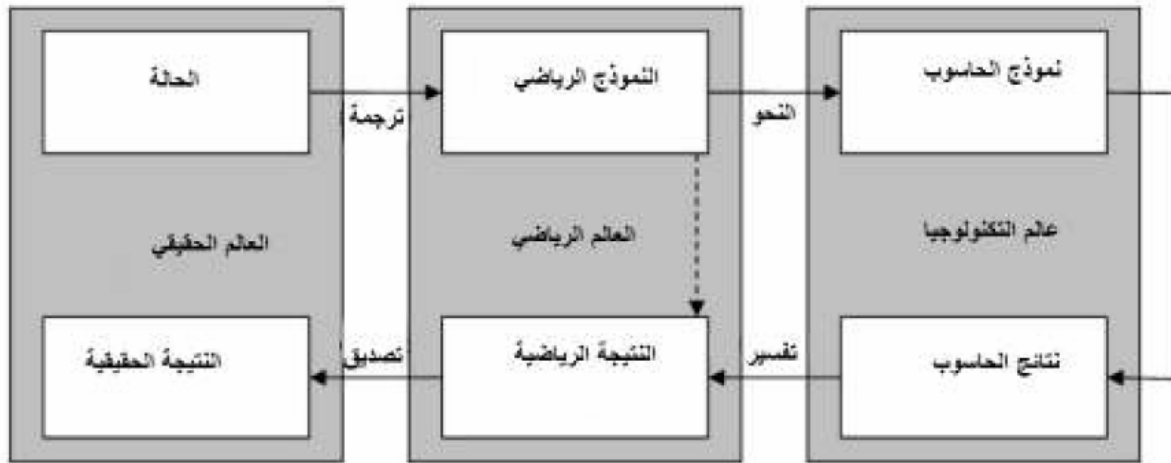 الحالة
ترجمة
النموذج الرياضي
النحو
نموذج الحاسوب
العالم الحقيقي
العالم الرياضي
عالم التكنولوجيا
النتيجة الحقيقية
تصديق
النتيجة الرياضية
تفسير
نتائج الحاسوب